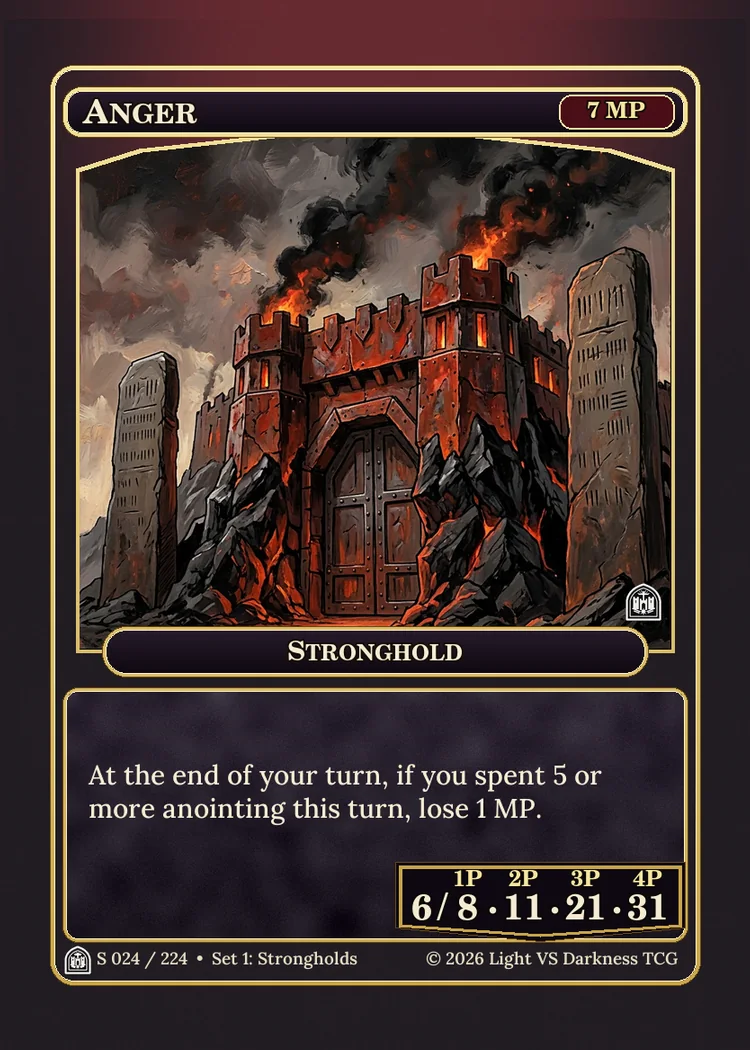 ANGER
7 MP
STRONGHOLD
At the end of your turn, if you spent 5 or
more anointing this turn, lose 1 MP.
1P 2P 3P 4P
6 / 8 · 11 · 21 · 31
S 024 / 224 • Set 1: Strongholds
© 2026 Light VS Darkness TCG